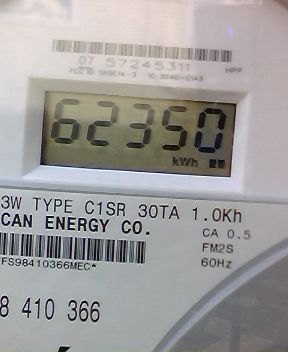 07 57245311
HPP
62350
kWh
3W TYPE C1SR 30TA 1.0Kh
CAN ENERGY CO.
CA 0.5
FM2S
FS98410366MEC*
60Hz
8 410 366